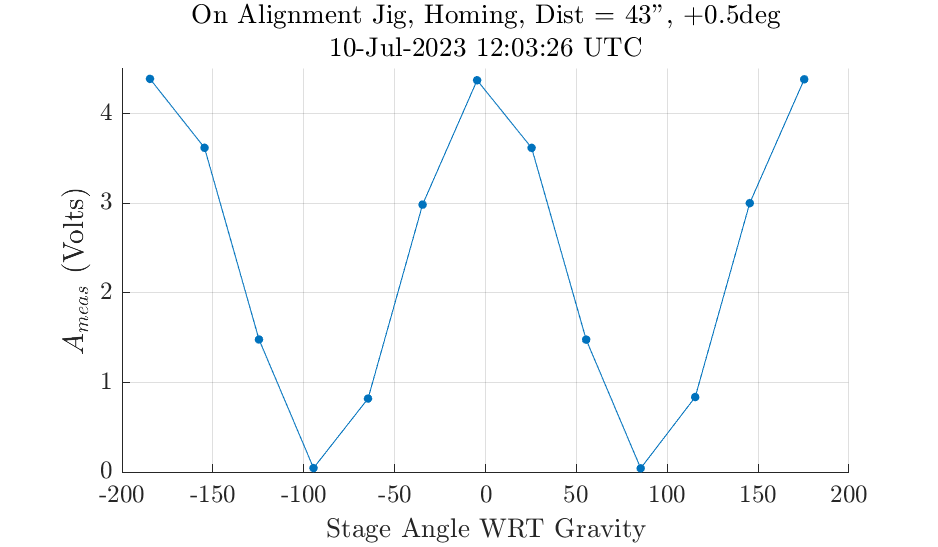 On Alignment Jig, Homing, Dist = 43”, +0.5deg
10-Jul-2023 12:03:26 UTC
A_meas (Volts)
4
3
2
1
0
-200 -150 -100 -50 0 50 100 150 200
Stage Angle WRT Gravity